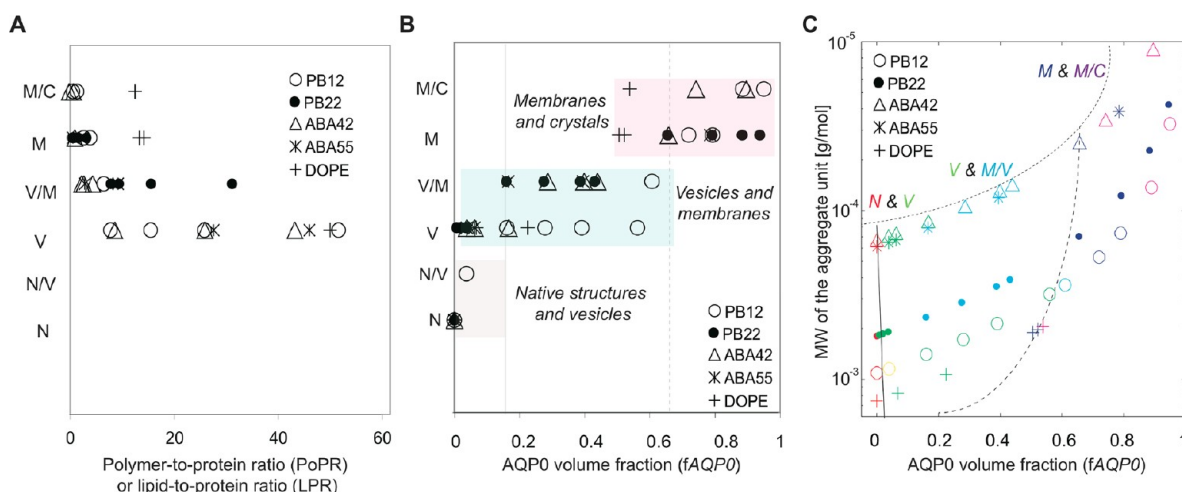 A
M/C
M
V/M
V
N/V
N
PB12
PB22
ABA42
ABA55
DOPE
0
20
40
60
Polymer-to-protein ratio (PoPR)
or lipid-to-protein ratio (LPR)
B
M/C
M
V/M
V
N/V
N
Membranes
and crystals
Vesicles and
membranes
Native structures
and vesicles
PB12
PB22
ABA42
ABA55
DOPE
0
0.2
0.4
0.6
0.8
1
AQP0 volume fraction (fAQP0)
C
MW of the aggregate unit [g/mol]
10-5
10-4
10-3
PB12
PB22
ABA42
ABA55
DOPE
M & M/C
V & M/V
N & V
0
0.2
0.4
0.6
0.8
1
AQP0 volume fraction (fAQP0)